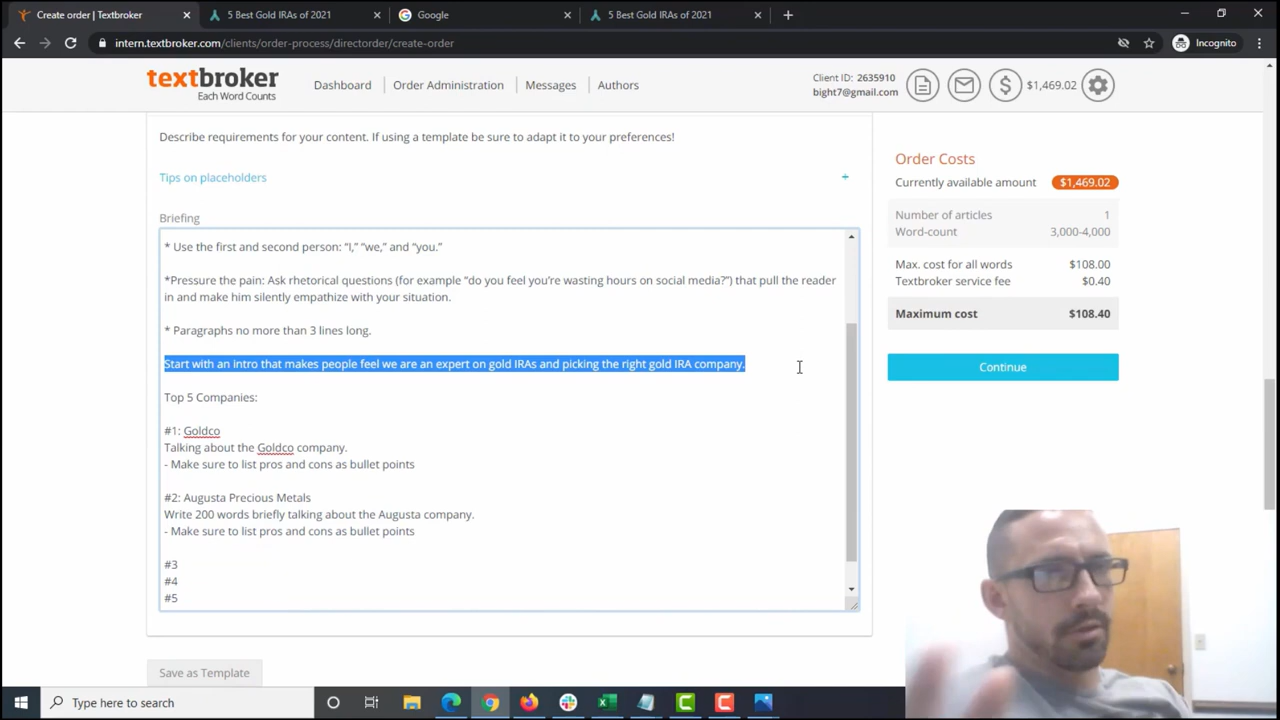 Create order | Textbroker
5 Best Gold IRAs of 2021
Google
5 Best Gold IRAs of 2021
intern.textbroker.com/clients/order-process/directorder/create-order
Incognito
textbroker
Each Word Counts
Dashboard
Order Administration
Messages
Authors
Client ID: 2635910
bight7@gmail.com
$
$1,469.02
Describe requirements for your content. If using a template be sure to adapt it to your preferences!
Tips on placeholders
+
Briefing
* Use the first and second person: “I,” “we,” and “you.”
*Pressure the pain: Ask rhetorical questions (for example “do you feel you’re wasting hours on social media?”) that pull the reader
in and make him silently empathize with your situation.
* Paragraphs no more than 3 lines long.
Start with an intro that makes people feel we are an expert on gold IRAs and picking the right gold IRA company.
Top 5 Companies:
#1: Goldco
Talking about the Goldco company.
- Make sure to list pros and cons as bullet points
#2: Augusta Precious Metals
Write 200 words briefly talking about the Augusta company.
- Make sure to list pros and cons as bullet points
#3
#4
#5
Save as Template
Order Costs
Currently available amount $1,469.02
Number of articles 1
Word-count 3,000-4,000
Max. cost for all words $108.00
Textbroker service fee $0.40
Maximum cost $108.40
Continue
Type here to search